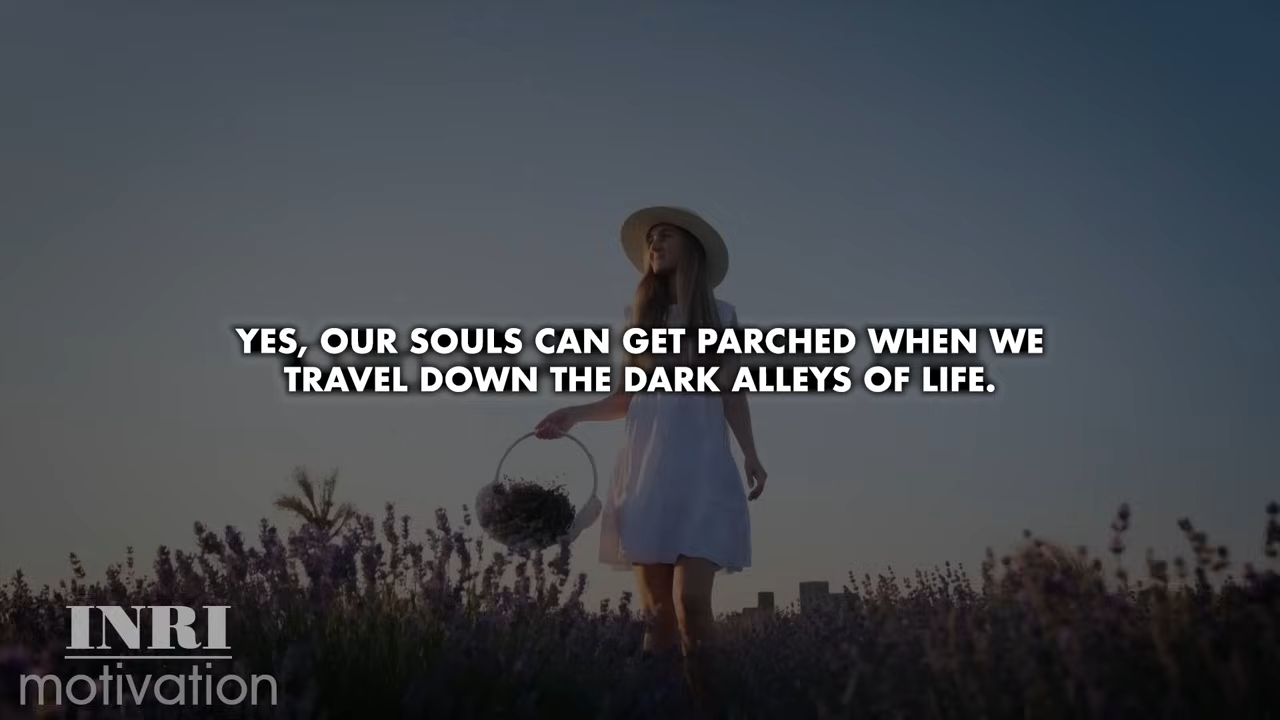 YES, OUR SOULS CAN GET PARCHED WHEN WE
TRAVEL DOWN THE DARK ALLEYS OF LIFE.
INRI
motivation